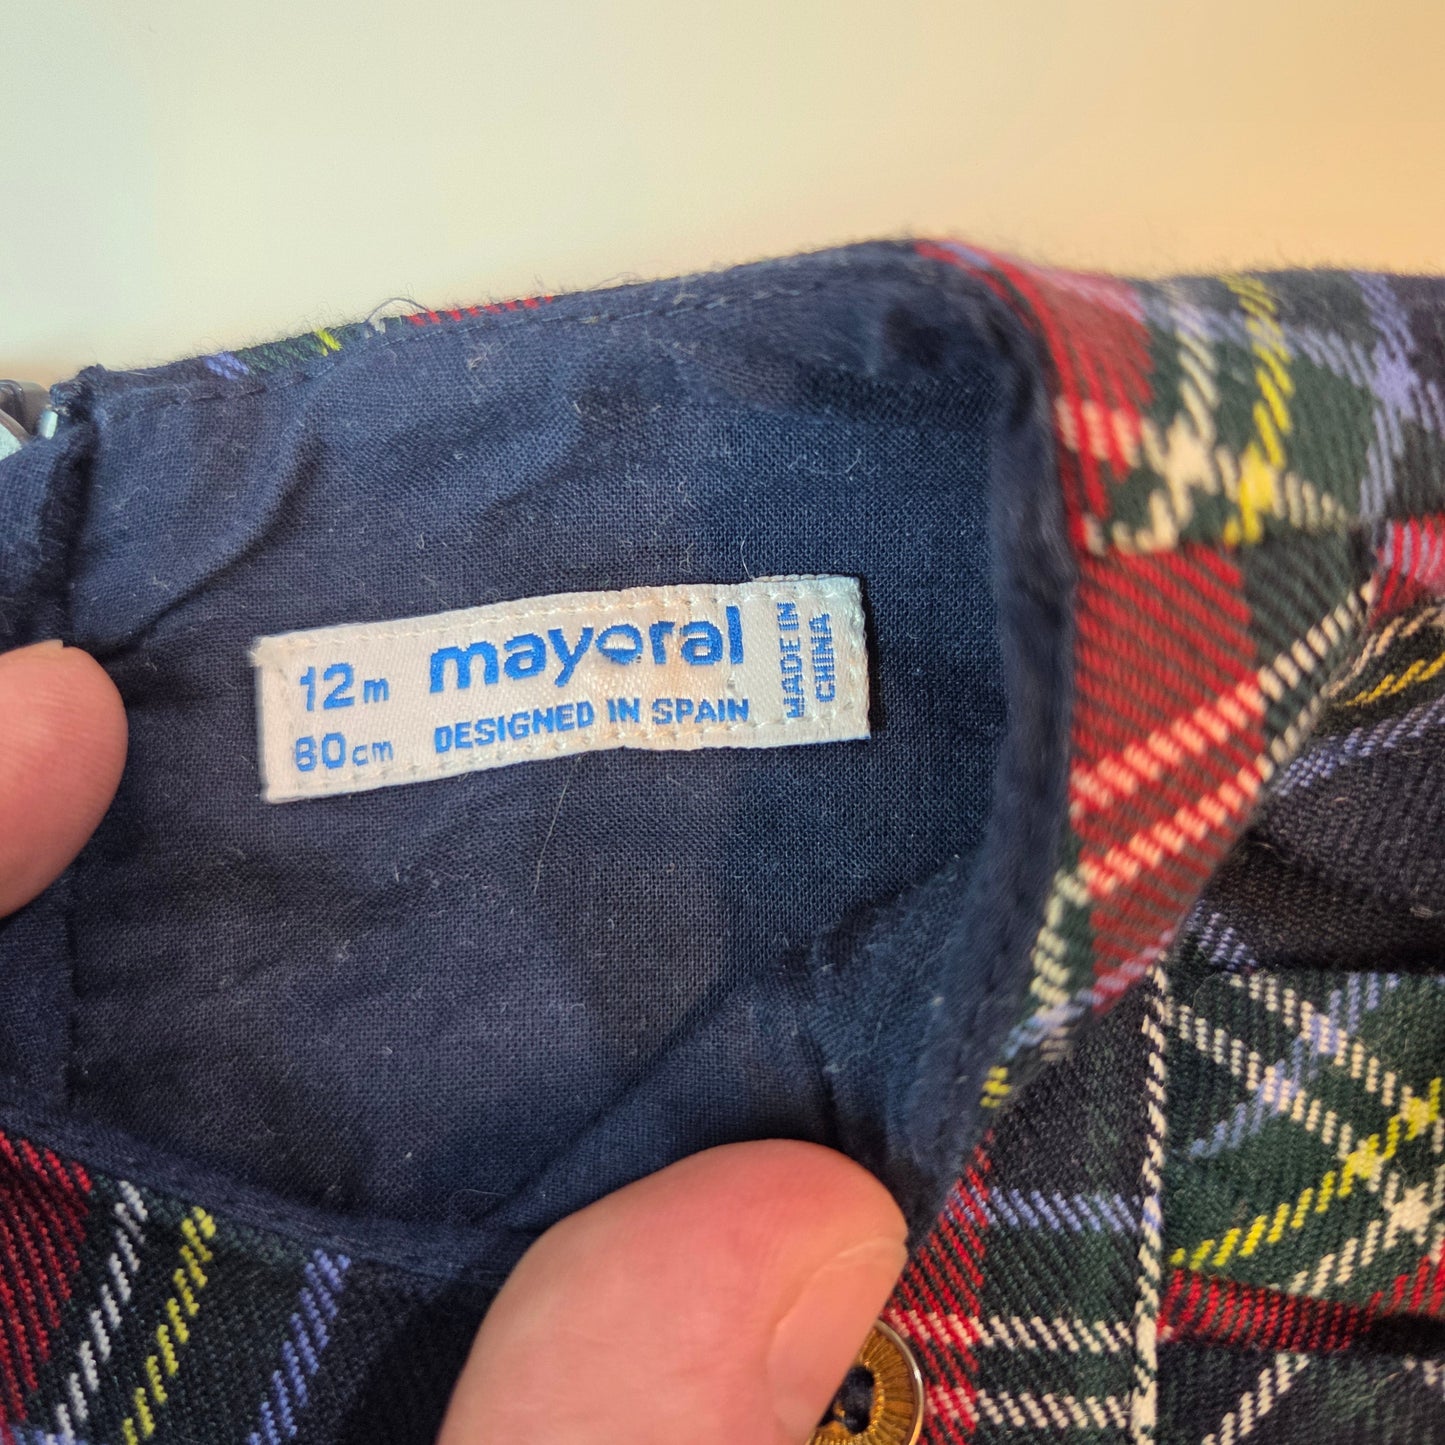 12m
80cm
mayoral
DESIGNED IN SPAIN
MADE IN
CHINA